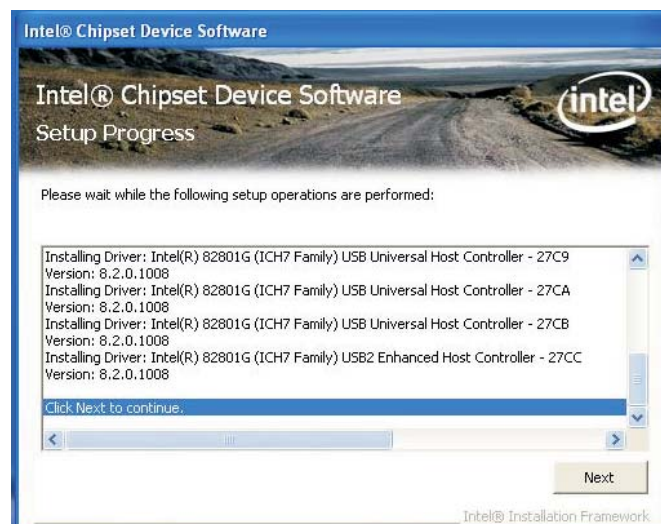 Intel® Chipset Device Software
Intel® Chipset Device Software
intel
Setup Progress
Please wait while the following setup operations are performed:
Installing Driver: Intel(R) 82801G (ICH7 Family) USB Universal Host Controller - 27C9
Version: 8.2.0.1008
Installing Driver: Intel(R) 82801G (ICH7 Family) USB Universal Host Controller - 27CA
Version: 8.2.0.1008
Installing Driver: Intel(R) 82801G (ICH7 Family) USB Universal Host Controller - 27CB
Version: 8.2.0.1008
Installing Driver: Intel(R) 82801G (ICH7 Family) USB2 Enhanced Host Controller - 27CC
Version: 8.2.0.1008
Click Next to continue.
Next
Intel® Installation Framework